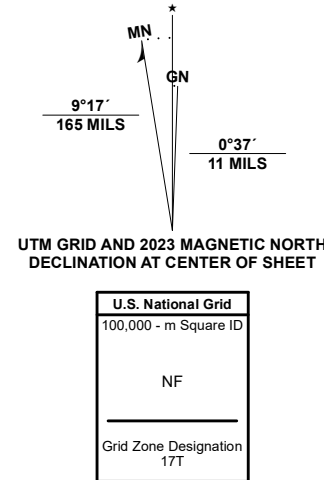 ★
MN
GN
9°17´
165 MILS
0°37´
11 MILS
UTM GRID AND 2023 MAGNETIC NORTH
DECLINATION AT CENTER OF SHEET
U.S. National Grid
100,000 - m Square ID
NF
Grid Zone Designation
17T